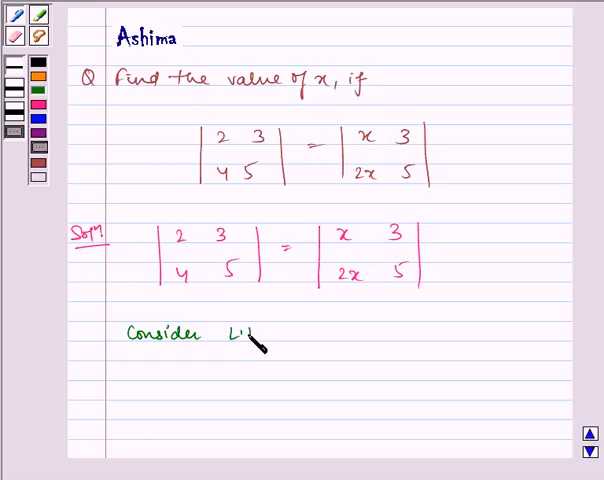 Ashima
Q Find the value of x, if
| 2 3 | = | x 3 |
| 4 5 | | 2x 5 |
Sol^n | 2 3 | = | x 3 |
| 4 5 | | 2x 5 |
Consider